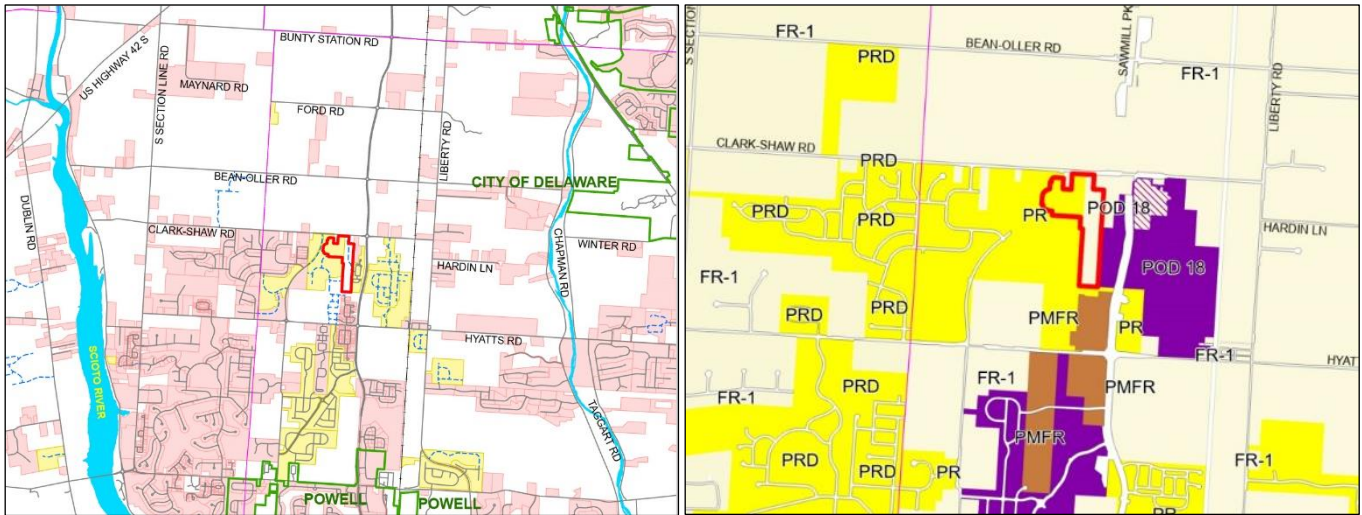 BUNTY STATION RD
US HIGHWAY 42 S
S SECTION LINE RD
MAYNARD RD
FORD RD
LIBERTY RD
BEAN-OLLER RD
CITY OF DELAWARE
DUBLIN RD
CLARK-SHAW RD
WINTER RD
CHAPMAN RD
HARDIN LN
HYATTS RD
SCIOTO RIVER
TAGGART RD
POWELL
POWELL
S SECTION
FR-1
BEAN-OLLER RD
SAWMILL PK
PRD
FR-1
LIBERTY RD
CLARK-SHAW RD
PRD
PRD
PRD
PR
POD 18
HARDIN LN
FR-1
POD 18
PRD
PRD
PMFR
PR
FR-1
HYATT
FR-1
PRD
FR-1
PMFR
PMFR
PRD
PRD
PR
FR-1
PR